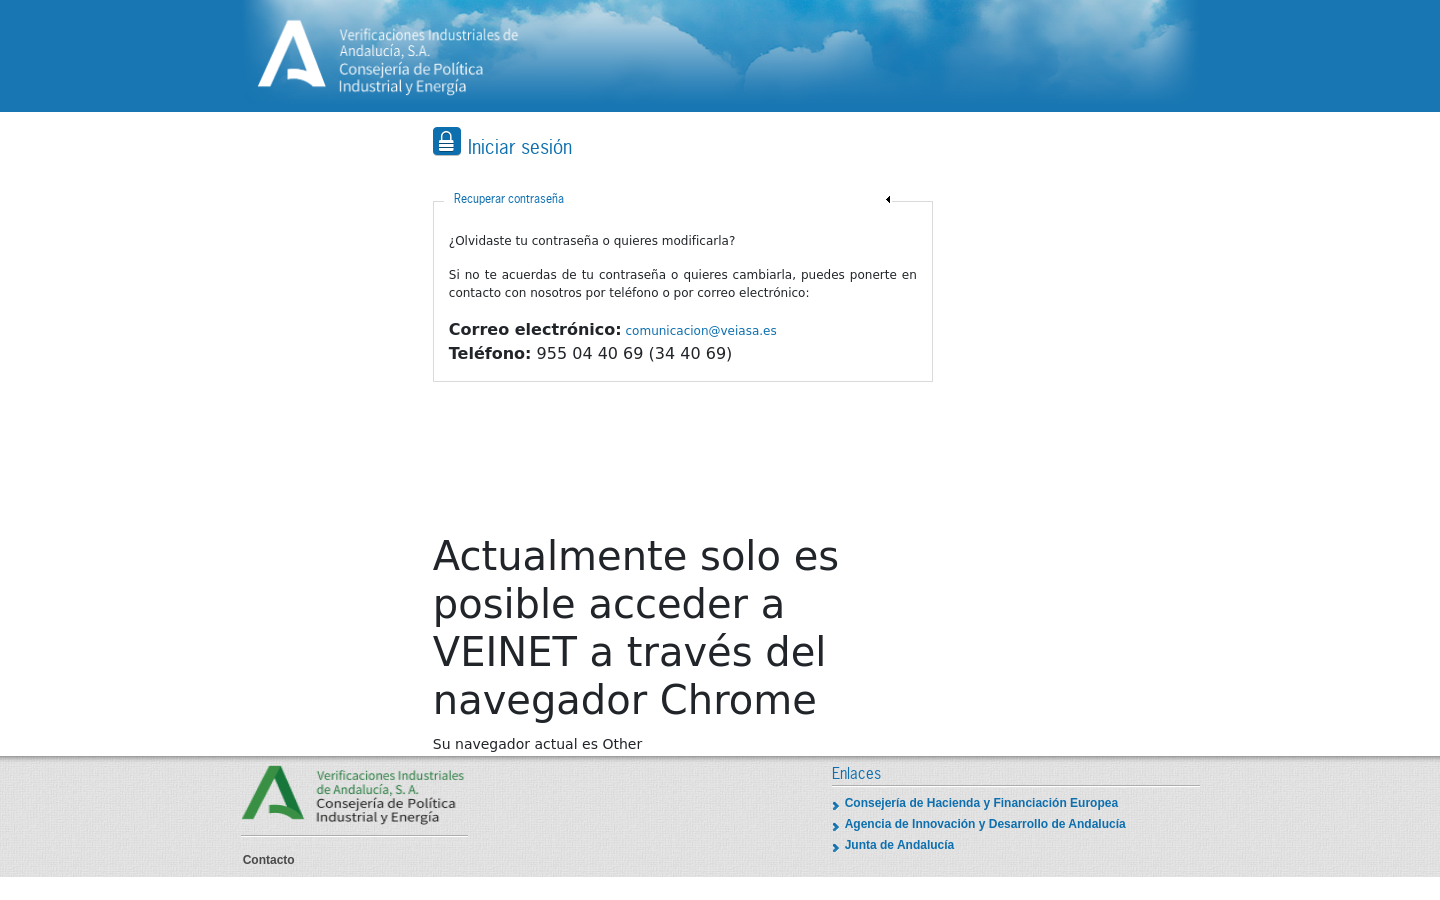 Verificaciones Industriales de
Andalucía, S.A.
Consejería de Política
Industrial y Energía
Iniciar sesión
Recuperar contraseña
¿Olvidaste tu contraseña o quieres modificarla?
Si no te acuerdas de tu contraseña o quieres cambiarla, puedes ponerte en
contacto con nosotros por teléfono o por correo electrónico:
Correo electrónico: comunicacion@veiasa.es
Teléfono: 955 04 40 69 (34 40 69)
Actualmente solo es
posible acceder a
VEINET a través del
navegador Chrome
Su navegador actual es Other
Verificaciones Industriales
de Andalucía, S. A.
Consejería de Política
Industrial y Energía
Contacto
Enlaces
Consejería de Hacienda y Financiación Europea
Agencia de Innovación y Desarrollo de Andalucía
Junta de Andalucía